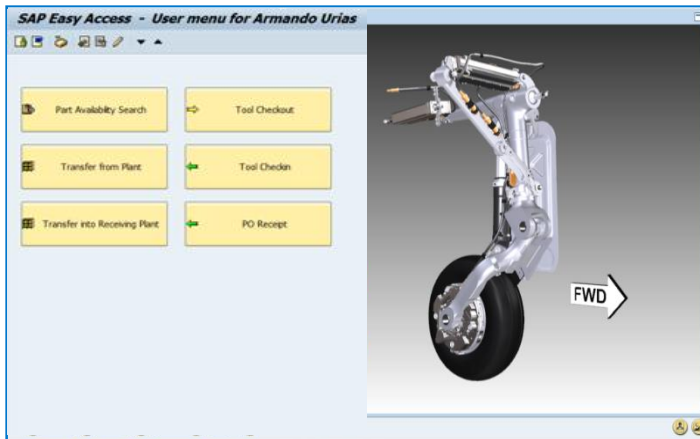 SAP Easy Access - User menu for Armando Urias
Part Availability Search
Tool Checkout
Transfer from Plant
Tool Checkin
Transfer into Receiving Plant
PO Receipt
FWD